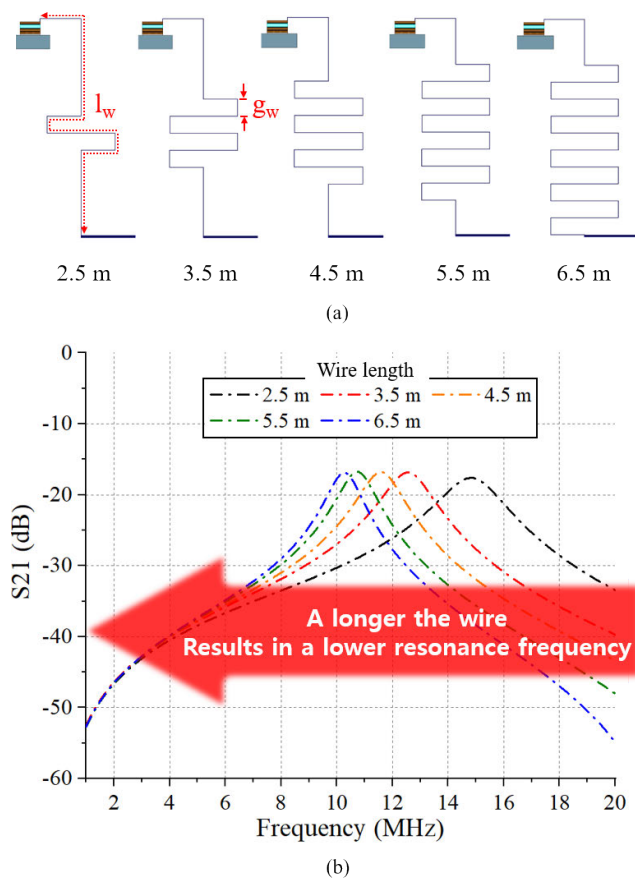 l_w
g_w
2.5 m
3.5 m
4.5 m
5.5 m
6.5 m
(a)
Wire length
2.5 m
3.5 m
4.5 m
5.5 m
6.5 m
S21 (dB)
0
-10
-20
-30
-40
-50
-60
A longer the wire
Results in a lower resonance frequency
2 4 6 8 10 12 14 16 18 20
Frequency (MHz)
(b)